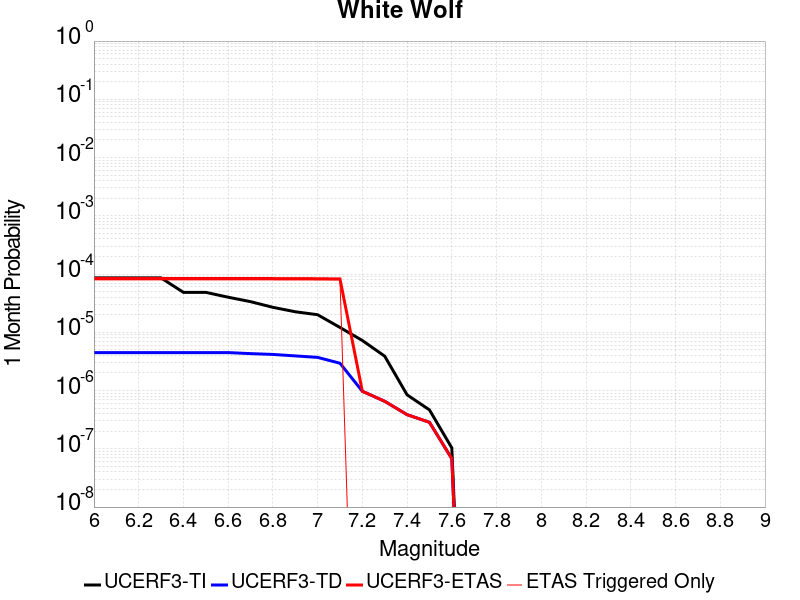 White Wolf
10^0
10^-1
10^-2
10^-3
10^-4
10^-5
10^-6
10^-7
10^-8
1 Month Probability
6 6.2 6.4 6.6 6.8 7 7.2 7.4 7.6 7.8 8 8.2 8.4 8.6 8.8 9
Magnitude
UCERF3-TI UCERF3-TD UCERF3-ETAS ETAS Triggered Only